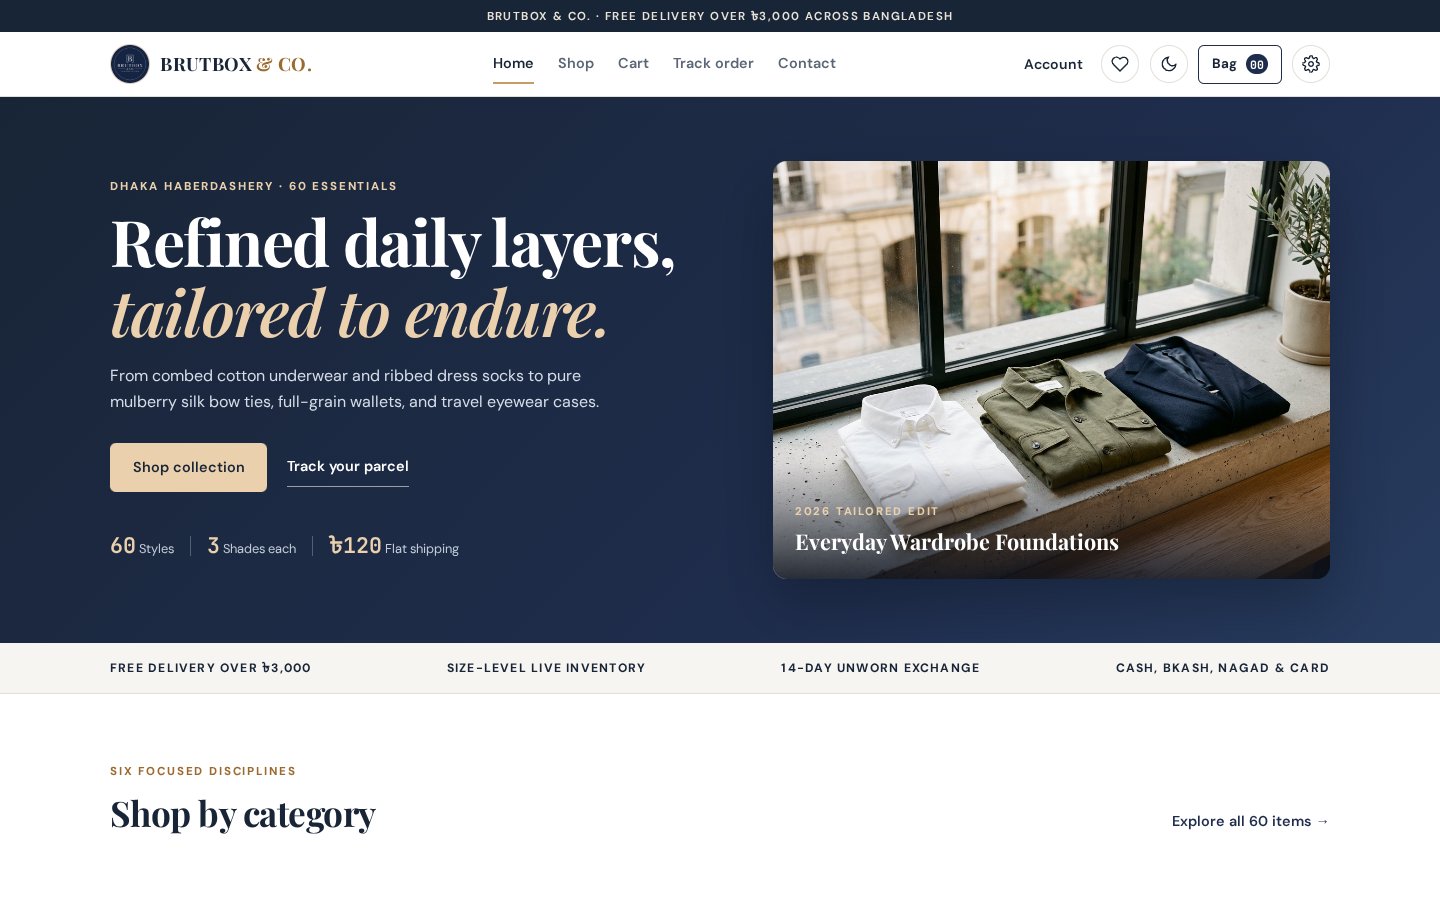 BRUTBOX & CO. · FREE DELIVERY OVER ৳3,000 ACROSS BANGLADESH
BRUTBOX & CO.
Home Shop Cart Track order Contact
Account Bag 00
DHAKA HABERDASHERY · 60 ESSENTIALS
Refined daily layers,
tailored to endure.
From combed cotton underwear and ribbed dress socks to pure
mulberry silk bow ties, full-grain wallets, and travel eyewear cases.
Shop collection Track your parcel
60 Styles 3 Shades each ৳120 Flat shipping
2026 TAILORED EDIT
Everyday Wardrobe Foundations
FREE DELIVERY OVER ৳3,000 SIZE-LEVEL LIVE INVENTORY 14-DAY UNWORN EXCHANGE CASH, BKASH, NAGAD & CARD
SIX FOCUSED DISCIPLINES
Shop by category
Explore all 60 items →